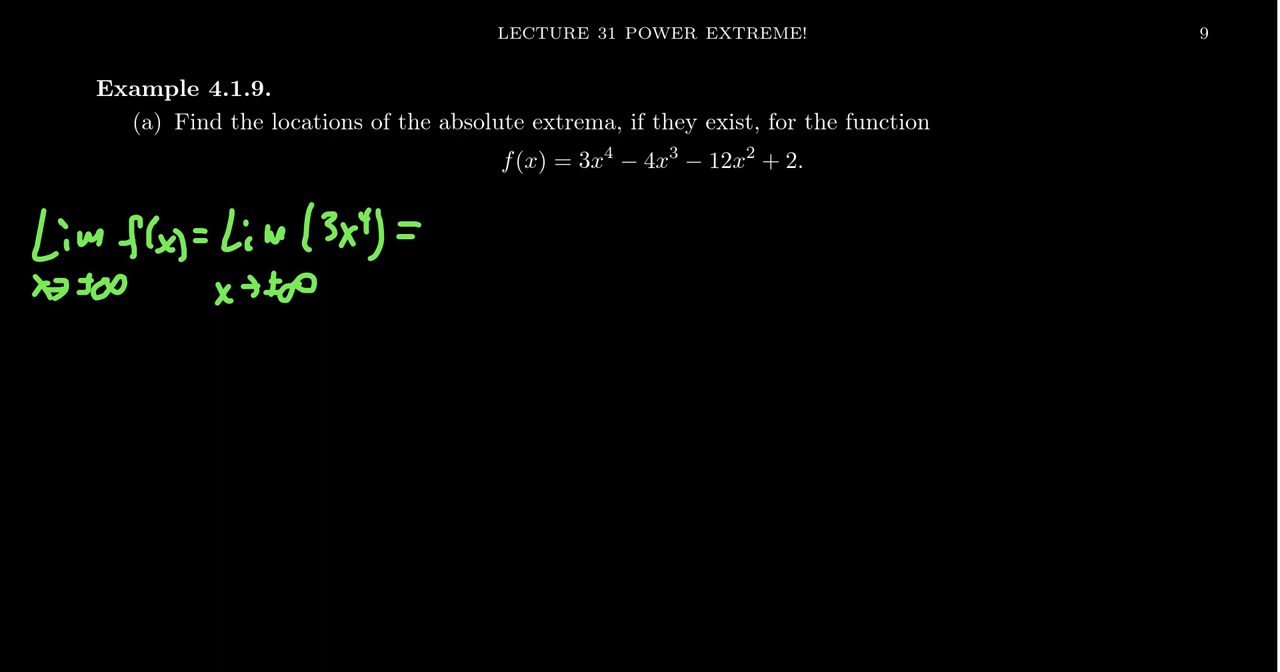 LECTURE 31 POWER EXTREME! 9
Example 4.1.9.
(a) Find the locations of the absolute extrema, if they exist, for the function
f(x) = 3x⁴ − 4x³ − 12x² + 2.
Lim f(x) = Lim (3x⁴) =
x→±∞ x→±∞